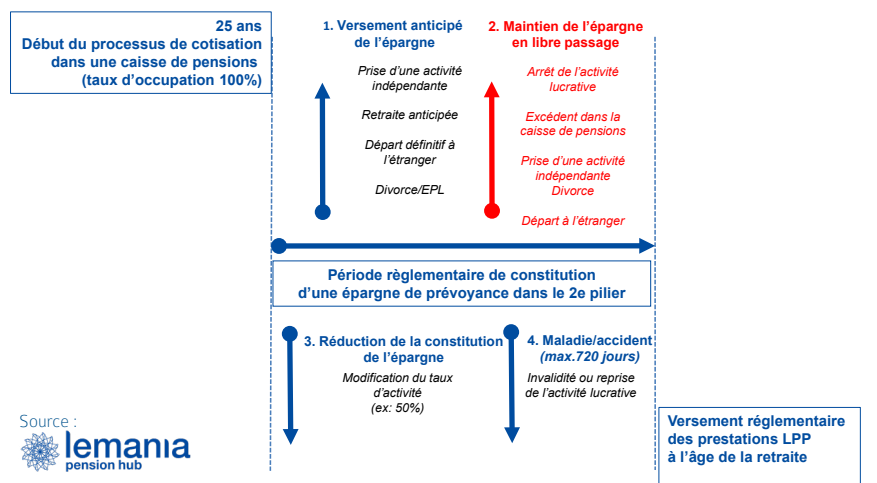 25 ans
Début du processus de cotisation
dans une caisse de pensions
(taux d'occupation 100%)
1. Versement anticipé
de l'épargne
Prise d'une activité
indépendante
Retraite anticipée
Départ définitif à
l'étranger
Divorce/EPL
2. Maintien de l'épargne
en libre passage
Arrêt de l'activité
lucrative
Excédent dans la
caisse de pensions
Prise d'une activité
indépendante
Divorce
Départ à l'étranger
Période règlementaire de constitution
d'une épargne de prévoyance dans le 2e pilier
3. Réduction de la constitution
de l'épargne
Modification du taux
d'activité
(ex: 50%)
4. Maladie/accident
(max.720 jours)
Invalidité ou reprise
de l'activité lucrative
Source :
lemania
pension hub
Versement réglementaire
des prestations LPP
à l'âge de la retraite